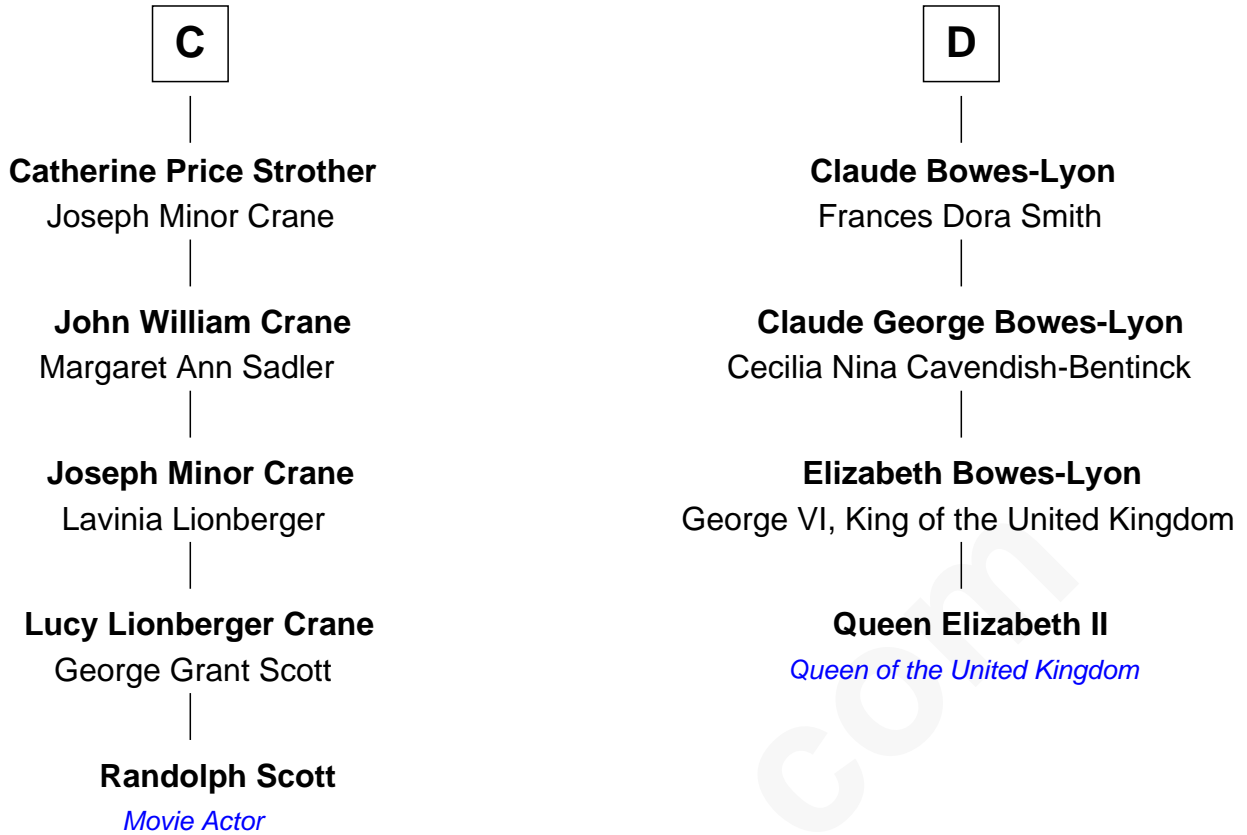 C
Catherine Price Strother
Joseph Minor Crane
John William Crane
Margaret Ann Sadler
Joseph Minor Crane
Lavinia Lionberger
Lucy Lionberger Crane
George Grant Scott
Randolph Scott
Movie Actor
D
Claude Bowes-Lyon
Frances Dora Smith
Claude George Bowes-Lyon
Cecilia Nina Cavendish-Bentinck
Elizabeth Bowes-Lyon
George VI, King of the United Kingdom
Queen Elizabeth II
Queen of the United Kingdom
com